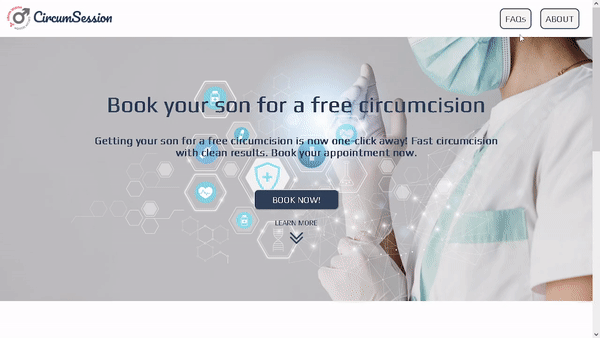 CircumSession
FAQs
ABOUT
Book your son for a free circumcision
Getting your son for a free circumcision is now one click away! Fast circumcision
with clean results. Book your appointment now.
BOOK NOW!
LEARN MORE